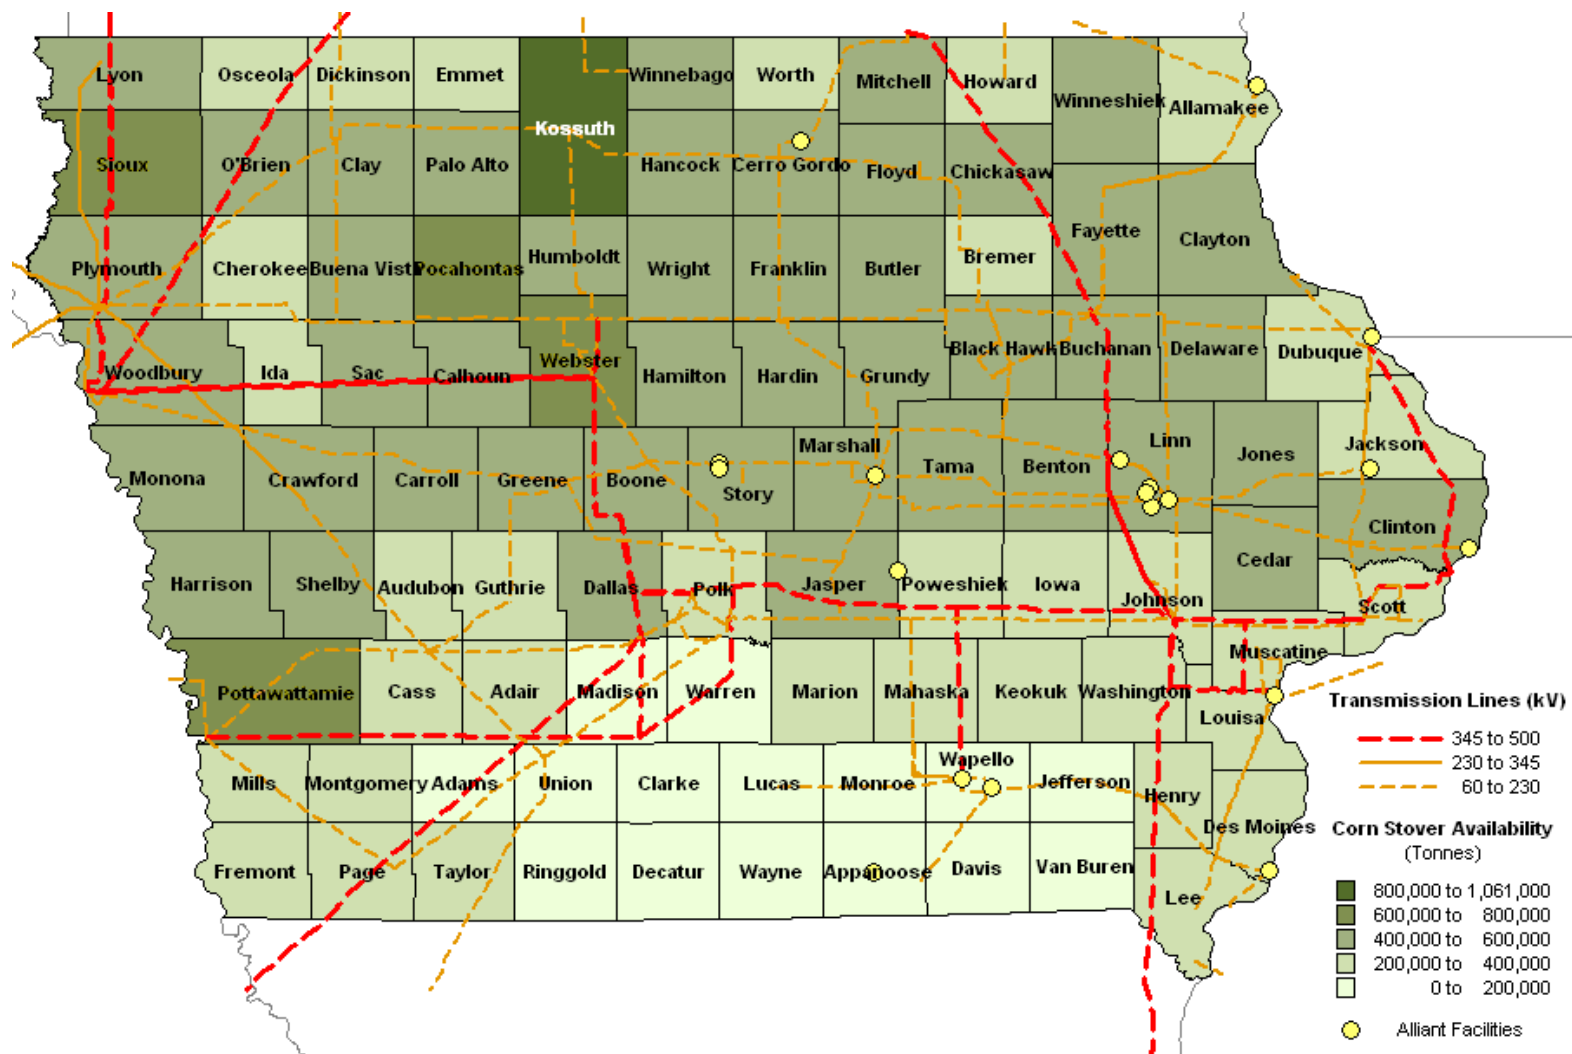 Lyon
Osceola
Dickinson
Emmet
Kossuth
Winnebago
Worth
Mitchell
Howard
Winneshiek
Allamakee
Sioux
O'Brien
Clay
Palo Alto
Hancock
Cerro Gordo
Floyd
Chickasaw
Plymouth
Cherokee
Buena Vista
Pocahontas
Humboldt
Wright
Franklin
Butler
Bremer
Fayette
Clayton
Woodbury
Ida
Sac
Calhoun
Webster
Hamilton
Hardin
Grundy
Black Hawk
Buchanan
Delaware
Dubuque
Monona
Crawford
Carroll
Greene
Boone
Story
Marshall
Tama
Benton
Linn
Jones
Jackson
Clinton
Harrison
Shelby
Audubon
Guthrie
Dallas
Polk
Jasper
Poweshiek
Iowa
Johnson
Cedar
Scott
Muscatine
Pottawattamie
Cass
Adair
Madison
Warren
Marion
Mahaska
Keokuk
Washington
Louisa
Mills
Montgomery
Adams
Union
Clarke
Lucas
Monroe
Wapello
Jefferson
Henry
Des Moines
Fremont
Page
Taylor
Ringgold
Decatur
Wayne
Appanoose
Davis
Van Buren
Lee
Transmission Lines (kV)
345 to 500
230 to 345
60 to 230
Corn Stover Availability
(Tonnes)
800,000 to 1,061,000
600,000 to 800,000
400,000 to 600,000
200,000 to 400,000
0 to 200,000
Alliant Facilities